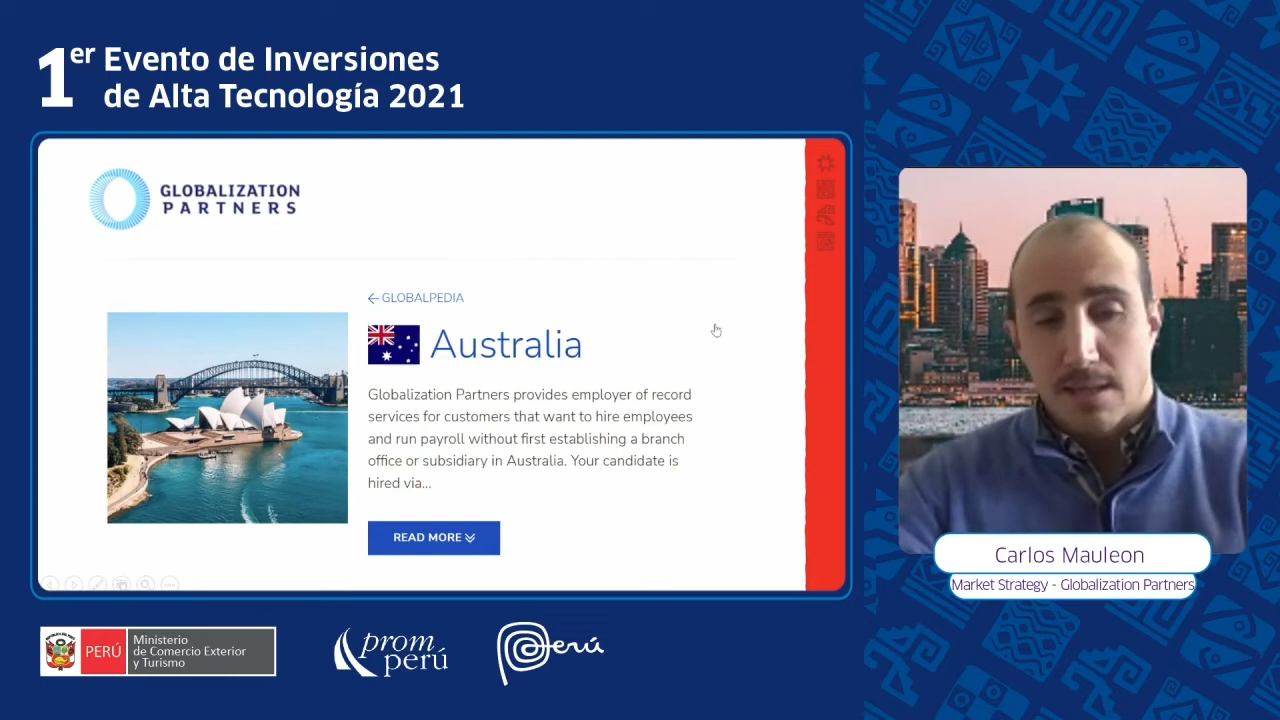 1er Evento de Inversiones
de Alta Tecnología 2021
GLOBALIZATION
PARTNERS
GLOBALPEDIA
Australia
Globalization Partners provides employer of record
services for customers that want to hire employees
and run payroll without first establishing a branch
office or subsidiary in Australia. Your candidate is
hired via...
READ MORE
Carlos Mauleon
Market Strategy - Globalization Partners
PERÚ
Ministerio
de Comercio Exterior
y Turismo
prom
perú
Perú